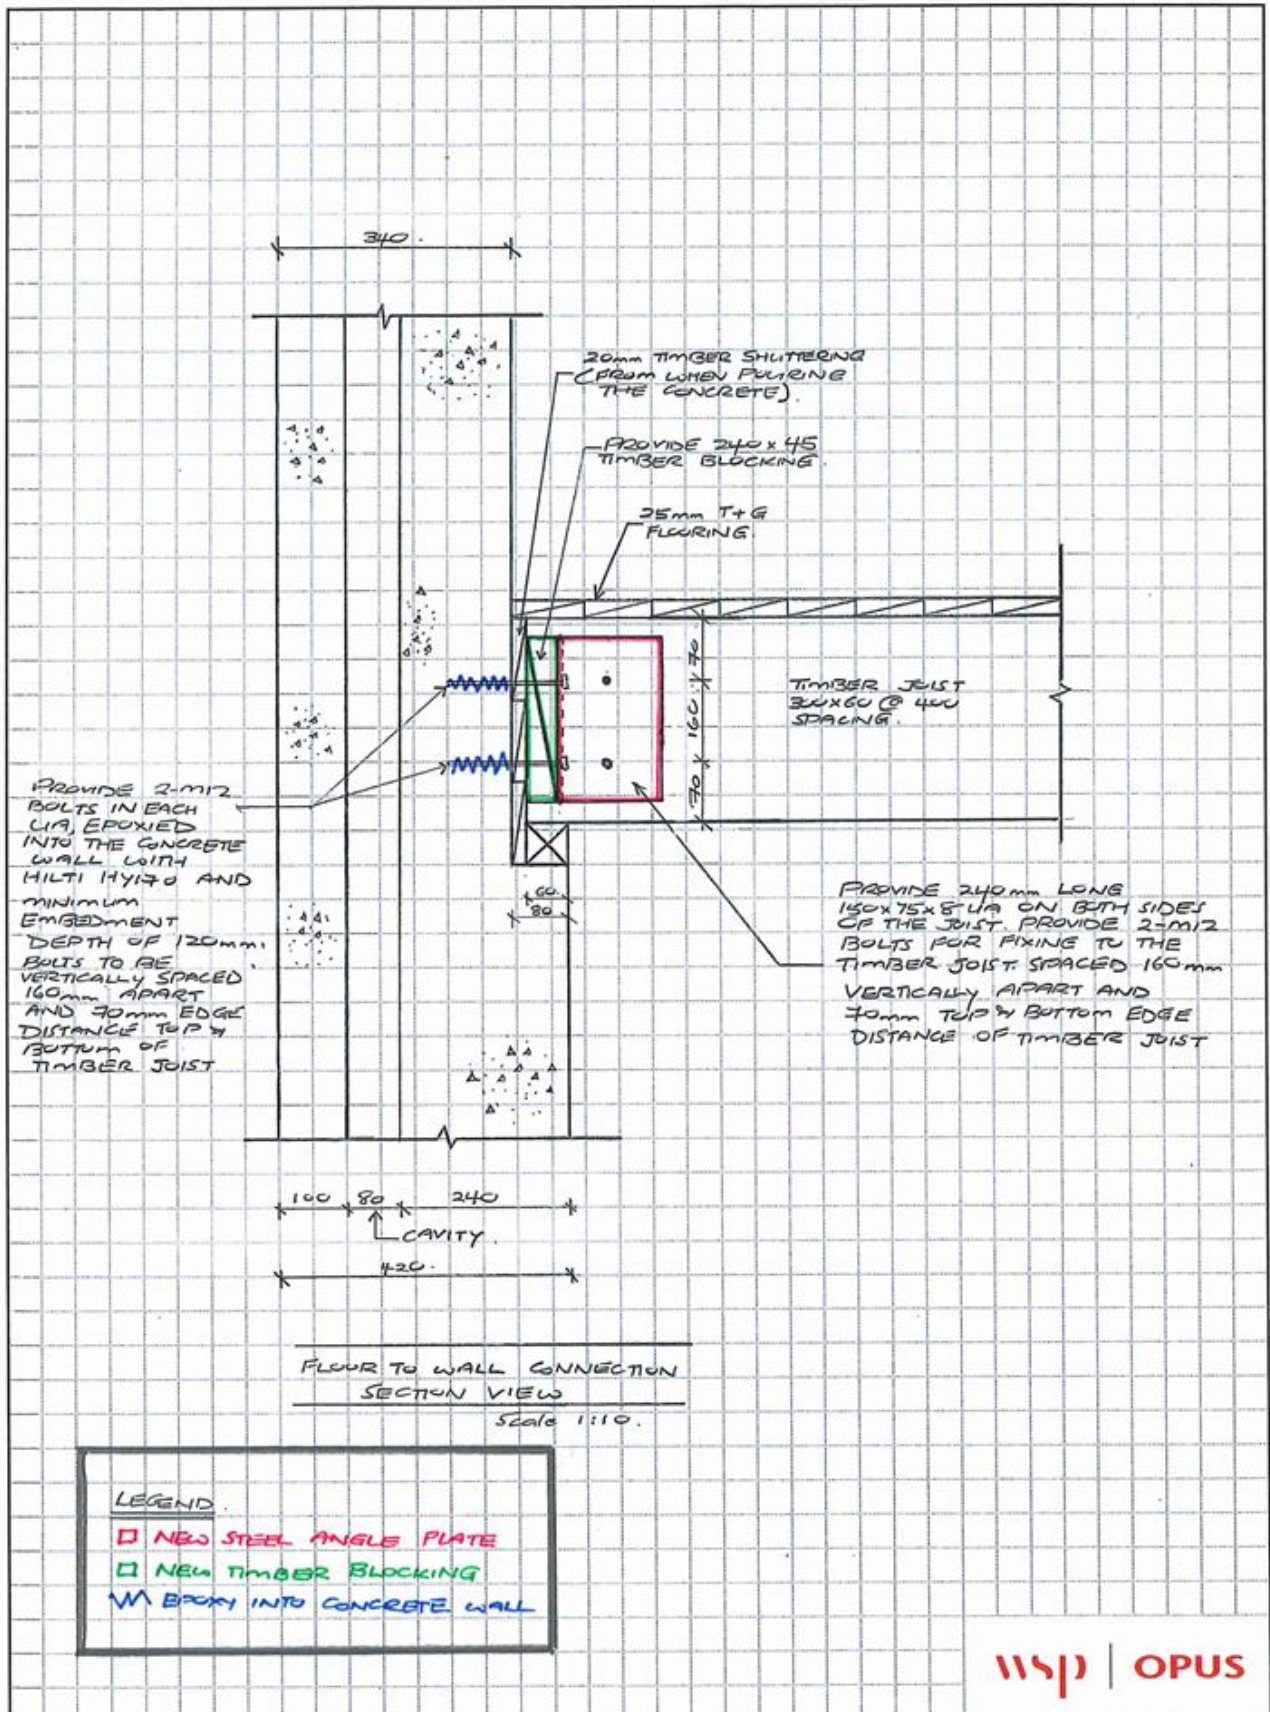 340.
20mm TIMBER SHUTTERING
(FROM WHEN POURING
THE CONCRETE).
PROVIDE 240 x 45
TIMBER BLOCKING.
25mm T+G
FLOORING.
70
160
70
TIMBER JOIST
300x60 @ 400
SPACING.
PROVIDE 2-M12
BOLTS IN EACH
L/A, EPOXIED
INTO THE CONCRETE
WALL WITH
HILTI HY170 AND
MINIMUM
EMBEDMENT
DEPTH OF 120mm.
BOLTS TO BE
VERTICALLY SPACED
160mm APART
AND 70mm EDGE
DISTANCE TOP &
BOTTOM OF
TIMBER JOIST
60
80
PROVIDE 240mm LONG
150x75x8 L/A ON BOTH SIDES
OF THE JOIST. PROVIDE 2-M12
BOLTS FOR FIXING TO THE
TIMBER JOIST. SPACED 160mm
VERTICALLY APART AND
70mm TOP & BOTTOM EDGE
DISTANCE OF TIMBER JOIST
100 80 240
CAVITY.
420.
FLOOR TO WALL CONNECTION
SECTION VIEW
Scale 1:10.
LEGEND.
NEW STEEL ANGLE PLATE
NEW TIMBER BLOCKING
EPOXY INTO CONCRETE WALL
wsp | OPUS